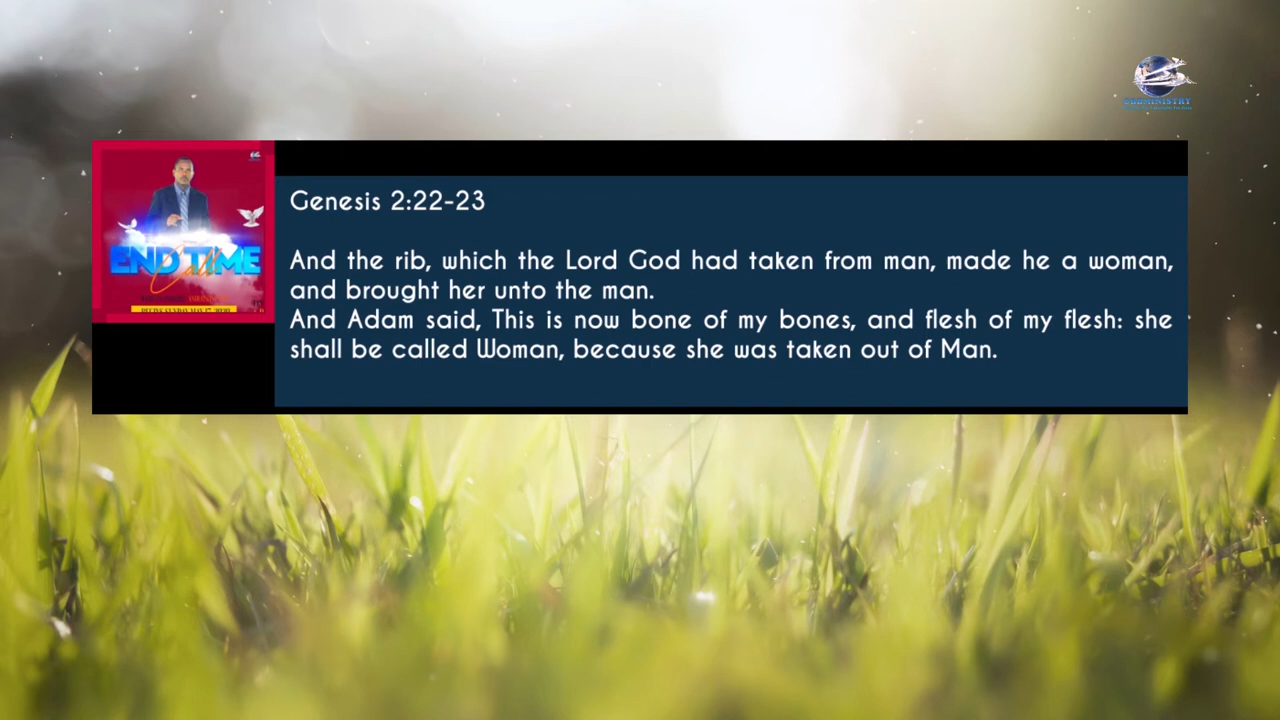 Genesis 2:22-23
And the rib, which the Lord God had taken from man, made he a woman,
and brought her unto the man.
And Adam said, This is now bone of my bones, and flesh of my flesh: she
shall be called Woman, because she was taken out of Man.
END TIME
Call